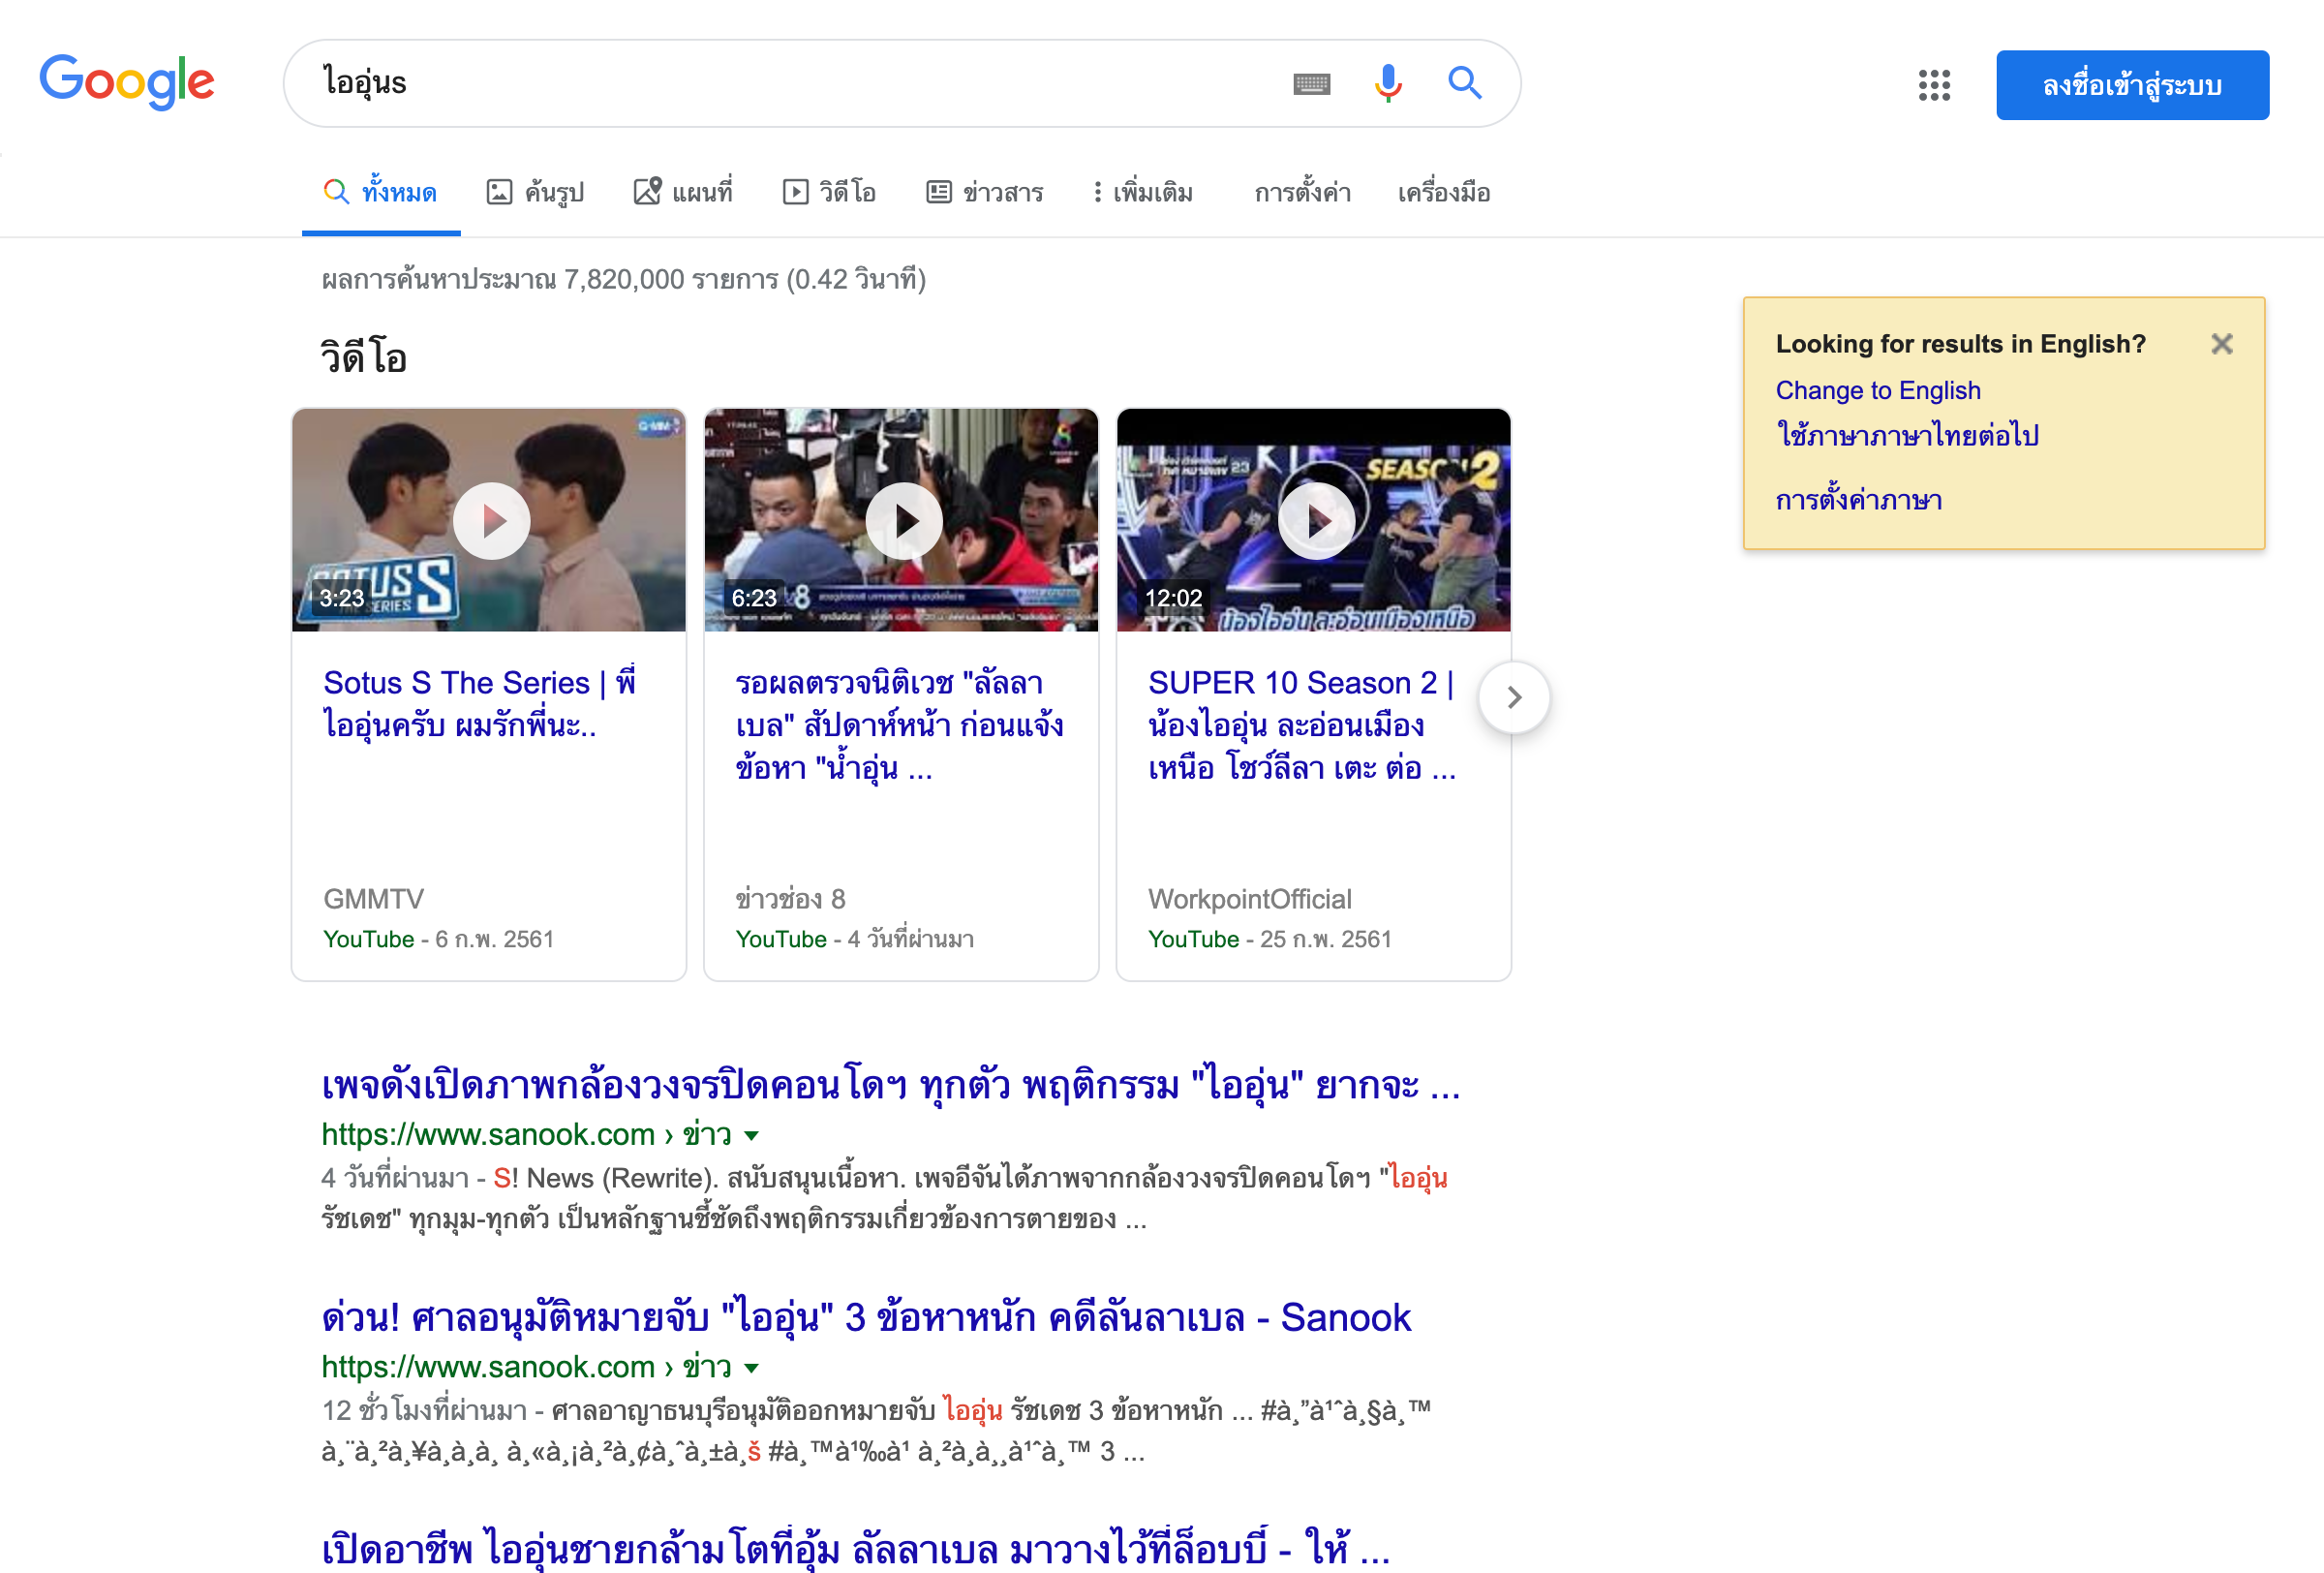 Google
ไออุ่นs
ลงชื่อเข้าสู่ระบบ
ทั้งหมด ค้นรูป แผนที่ วิดีโอ ข่าวสาร เพิ่มเติม การตั้งค่า เครื่องมือ
ผลการค้นหาประมาณ 7,820,000 รายการ (0.42 วินาที)
Looking for results in English?
Change to English
ใช้ภาษาภาษาไทยต่อไป
การตั้งค่าภาษา
วิดีโอ
SOTUS S
THE SERIES
3:23
Sotus S The Series | พี่
ไออุ่นครับ ผมรักพี่นะ..
GMMTV
YouTube - 6 ก.พ. 2561
8
6:23
รอผลตรวจนิติเวช "ลัลลา
เบล" สัปดาห์หน้า ก่อนแจ้ง
ข้อหา "น้ำอุ่น ...
ข่าวช่อง 8
YouTube - 4 วันที่ผ่านมา
23
SEASON 2
12:02
น้องไออุ่น ละอ่อนเมืองเหนือ
SUPER 10 Season 2 |
น้องไออุ่น ละอ่อนเมือง
เหนือ โชว์ลีลา เตะ ต่อ ...
WorkpointOfficial
YouTube - 25 ก.พ. 2561
เพจดังเปิดภาพกล้องวงจรปิดคอนโดฯ ทุกตัว พฤติกรรม "ไออุ่น" ยากจะ ...
https://www.sanook.com › ข่าว
4 วันที่ผ่านมา - S! News (Rewrite). สนับสนุนเนื้อหา. เพจอีจันได้ภาพจากกล้องวงจรปิดคอนโดฯ "ไออุ่น
รัชเดช" ทุกมุม-ทุกตัว เป็นหลักฐานชี้ชัดถึงพฤติกรรมเกี่ยวข้องการตายของ ...
ด่วน! ศาลอนุมัติหมายจับ "ไออุ่น" 3 ข้อหาหนัก คดีลันลาเบล - Sanook
https://www.sanook.com › ข่าว
12 ชั่วโมงที่ผ่านมา - ศาลอาญาธนบุรีอนุมัติออกหมายจับ ไออุ่น รัชเดช 3 ข้อหาหนัก ... #à¸”à¹ˆà¸§à¸™
à¸¨à¸²à¸¥à¸­à¸­à¸ à¸«à¸¡à¸²à¸¢à¸ˆà¸±à¸š #à¸™à¹‰à¹ à¸²à¸­à¸¸à¹ˆà¸™ 3 ...
เปิดอาชีพ ไออุ่นชายกล้ามโตที่อุ้ม ลัลลาเบล มาวางไว้ที่ล็อบบี้ - ให้ ...